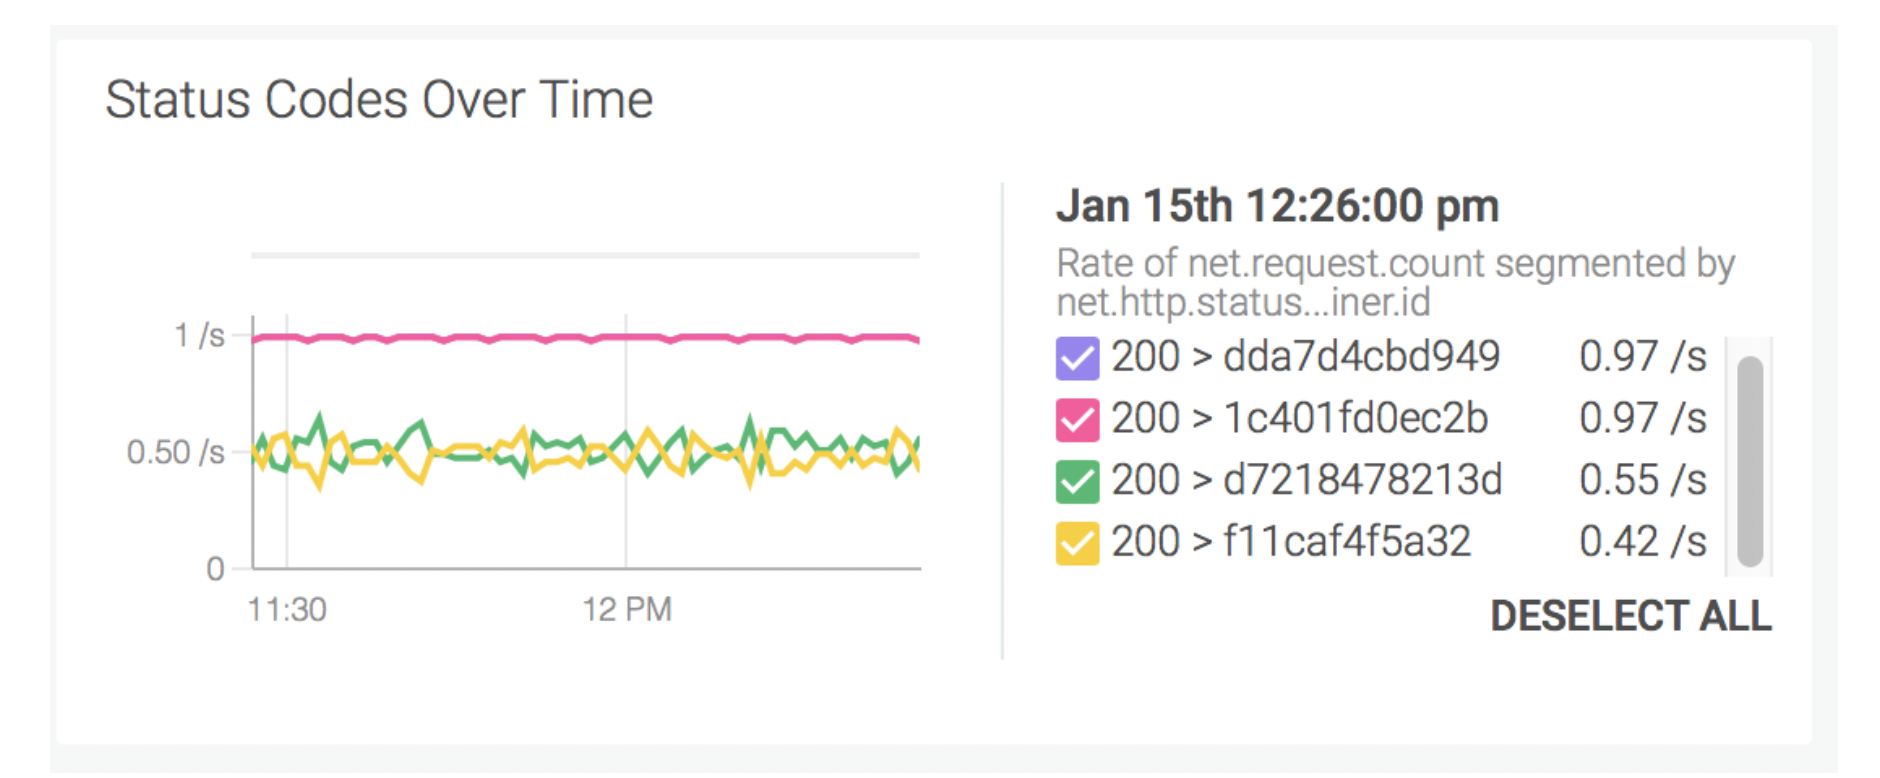 Status Codes Over Time
1 /s
0.50 /s
0
11:30
12 PM
Jan 15th 12:26:00 pm
Rate of net.request.count segmented by
net.http.status...iner.id
200 > dda7d4cbd949 0.97 /s
200 > 1c401fd0ec2b 0.97 /s
200 > d7218478213d 0.55 /s
200 > f11caf4f5a32 0.42 /s
DESELECT ALL